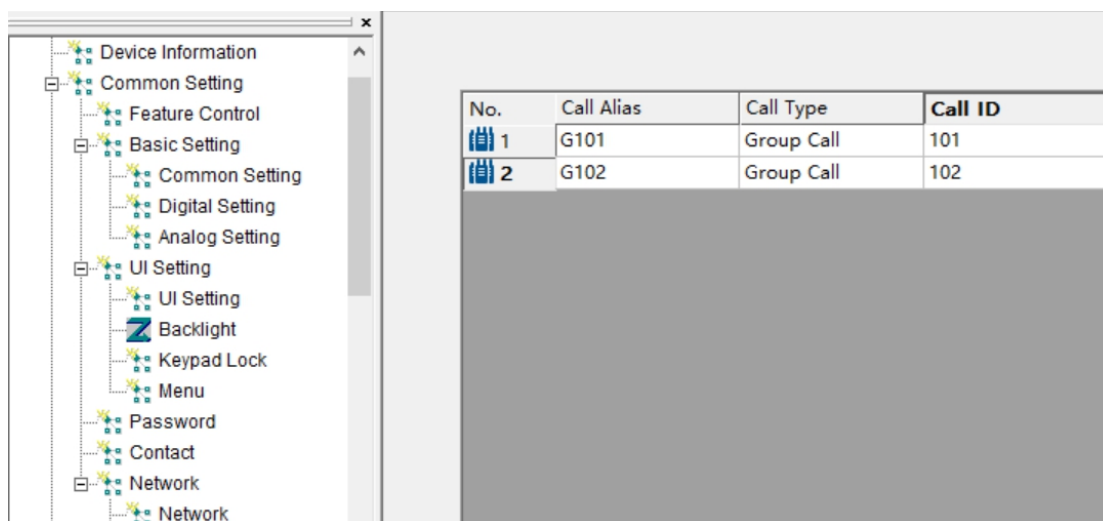 Device Information
Common Setting
Feature Control
Basic Setting
Common Setting
Digital Setting
Analog Setting
UI Setting
UI Setting
Backlight
Keypad Lock
Menu
Password
Contact
Network
Network
No. Call Alias Call Type Call ID
1 G101 Group Call 101
2 G102 Group Call 102